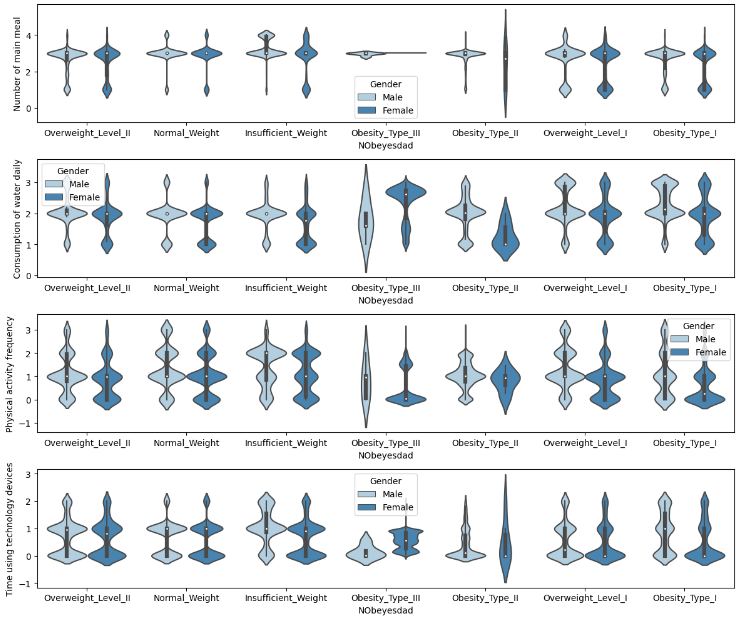 Number of main meal
4
2
0
Gender
Male
Female
Overweight_Level_II Normal_Weight Insufficient_Weight Obesity_Type_III Obesity_Type_II Overweight_Level_I Obesity_Type_I
NObeyesdad
Consumption of water daily
3
2
1
0
Gender
Male
Female
Overweight_Level_II Normal_Weight Insufficient_Weight Obesity_Type_III Obesity_Type_II Overweight_Level_I Obesity_Type_I
NObeyesdad
Physical activity frequency
3
2
1
0
−1
Gender
Male
Female
Overweight_Level_II Normal_Weight Insufficient_Weight Obesity_Type_III Obesity_Type_II Overweight_Level_I Obesity_Type_I
NObeyesdad
Time using technology devices
3
2
1
0
−1
Gender
Male
Female
Overweight_Level_II Normal_Weight Insufficient_Weight Obesity_Type_III Obesity_Type_II Overweight_Level_I Obesity_Type_I
NObeyesdad